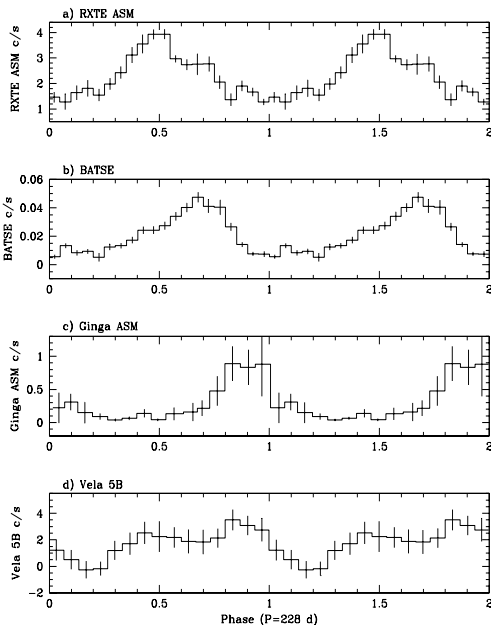 a) RXTE ASM
RXTE ASM c/s
4
3
2
1
0 0.5 1 1.5 2
b) BATSE
BATSE c/s
0.06
0.04
0.02
0
0 0.5 1 1.5 2
c) Ginga ASM
Ginga ASM c/s
1
0.5
0
0 0.5 1 1.5 2
d) Vela 5B
Vela 5B c/s
4
2
0
-2
0 0.5 1 1.5 2
Phase (P=228 d)